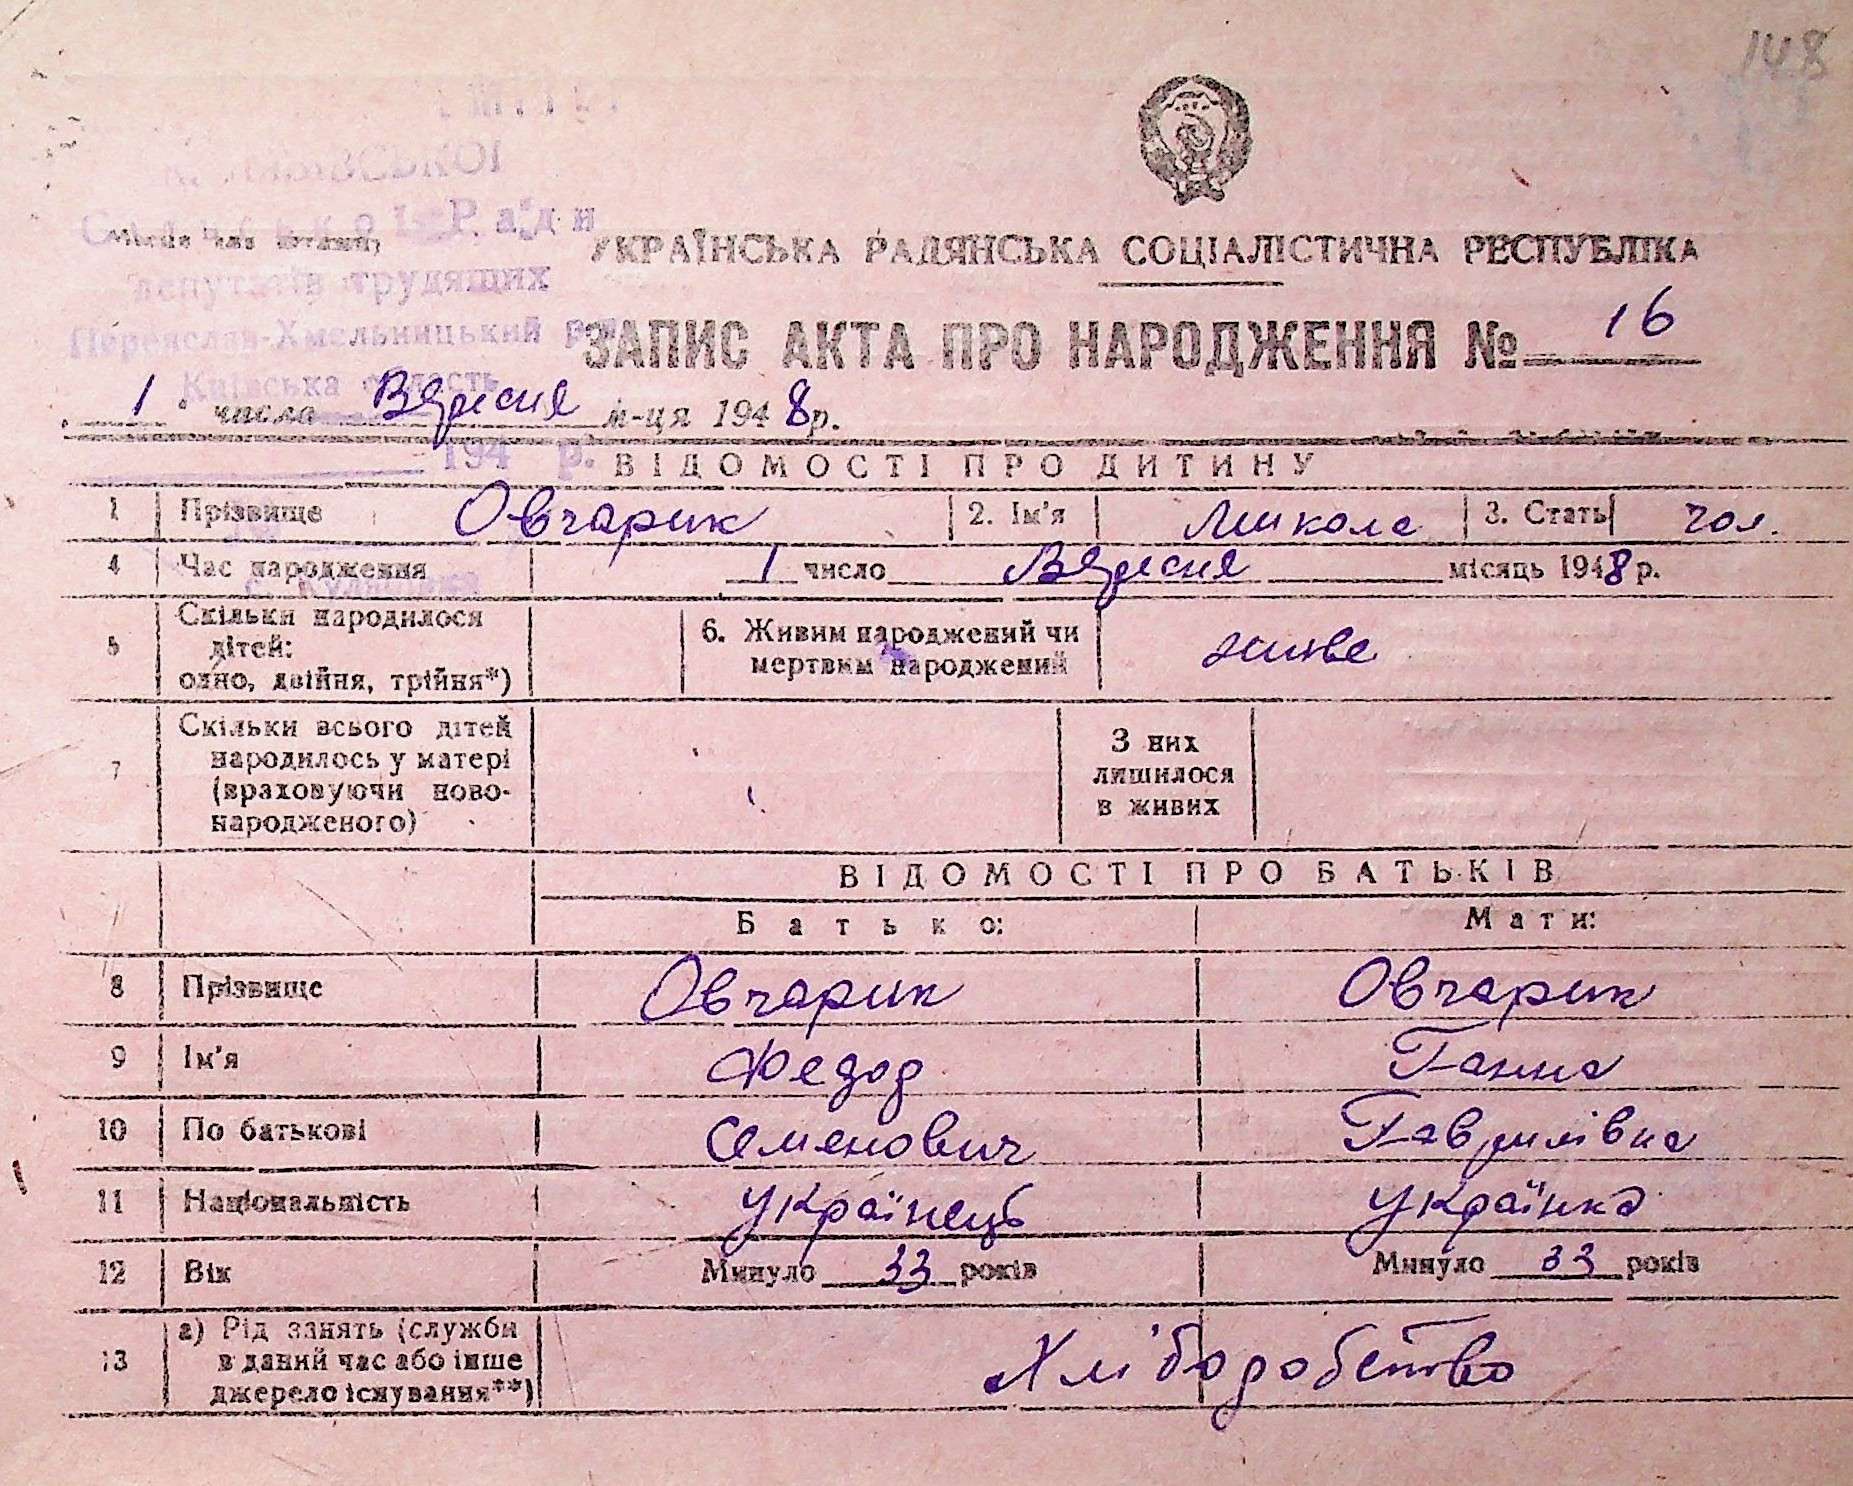 148
Ради
депутатів трудящих
Переяслав-Хмельницький
Київська область
УКРАЇНСЬКА РАДЯНСЬКА СОЦІАЛІСТИЧНА РЕСПУБЛІКА
ЗАПИС АКТА ПРО НАРОДЖЕННЯ № 16
1 числа Вересня м-ця 1948 р.
194 р.
ВІДОМОСТІ ПРО ДИТИНУ
1 Прізвище Овчарик 2. Ім'я Микола 3. Стать чол.
4 Час народження 1 число Вересня місяць 1948 р.
5 Скільки народилося
дітей:
одно, двійня, трійня*)
6. Живим народжений чи
мертвим народжений
живе
7 Скільки всього дітей
народилось у матері
(враховуючи ново-
народженого)
З них
лишилося
в живих
ВІДОМОСТІ ПРО БАТЬКІВ
Батько: Мати:
8 Прізвище Овчарик Овчарик
9 Ім'я Федор Ганна
10 По батькові Семенович Гаврилівна
11 Національність Українець Українка
12 Вік Минуло 33 років Минуло 33 років
13 а) Рід занять (служби
в даний час або інше
джерело існування**)
Хліборобство